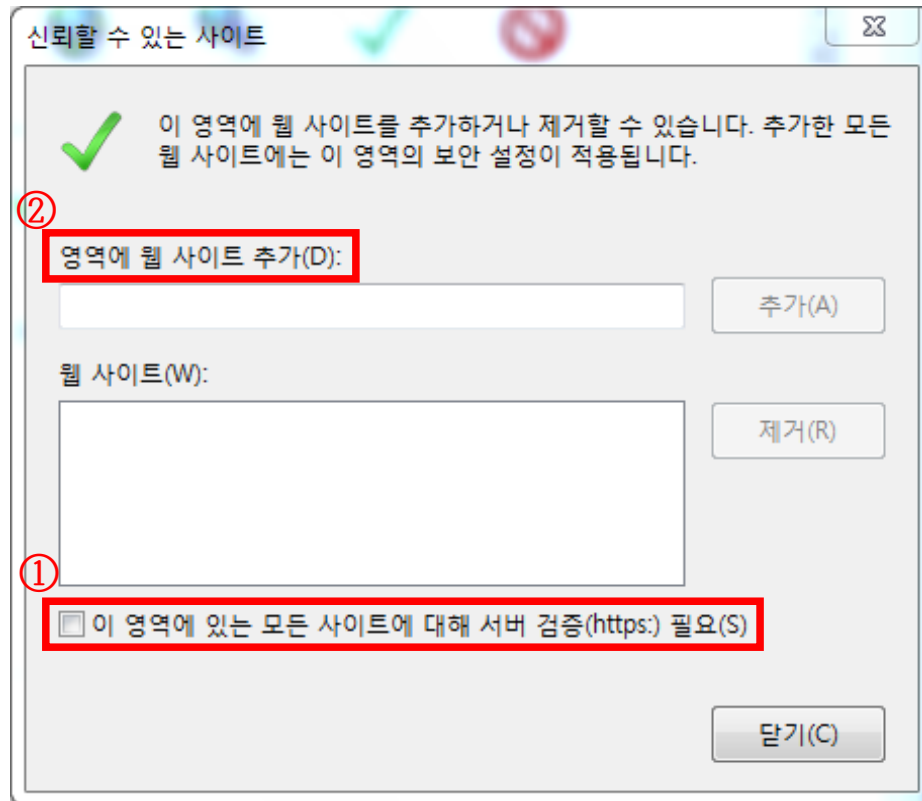 신뢰할 수 있는 사이트
이 영역에 웹 사이트를 추가하거나 제거할 수 있습니다. 추가한 모든
웹 사이트에는 이 영역의 보안 설정이 적용됩니다.
②
영역에 웹 사이트 추가(D):
추가(A)
웹 사이트(W):
제거(R)
①
이 영역에 있는 모든 사이트에 대해 서버 검증(https:) 필요(S)
닫기(C)